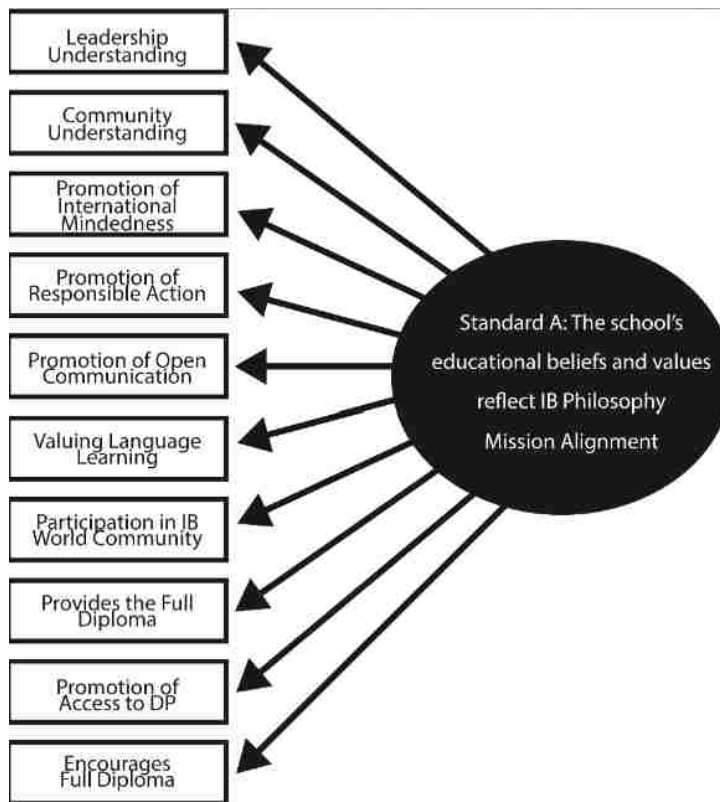 Leadership
Understanding
Community
Understanding
Promotion of
International
Mindedness
Promotion of
Responsible Action
Promotion of Open
Communication
Valuing Language
Learning
Participation in IB
World Community
Provides the Full
Diploma
Promotion of
Access to DP
Encourages
Full Diploma
Standard A: The school's
educational beliefs and values
reflect IB Philosophy
Mission Alignment